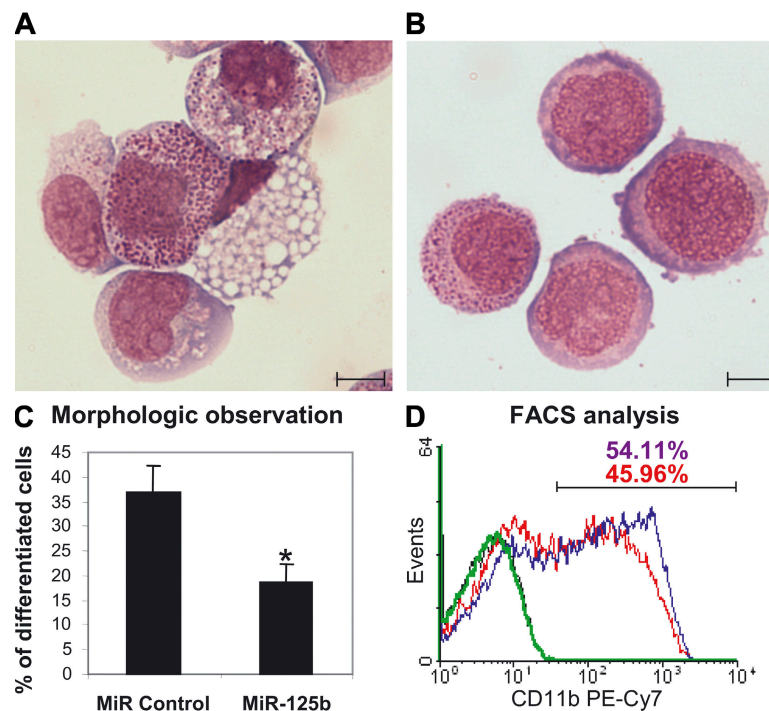 A
B
C Morphologic observation
% of differentiated cells
45
40
35
30
25
20
15
10
5
0
*
MiR Control
MiR-125b
D FACS analysis
54.11%
45.96%
64
Events
0
10⁰
10¹
10²
10³
10⁴
CD11b PE-Cy7